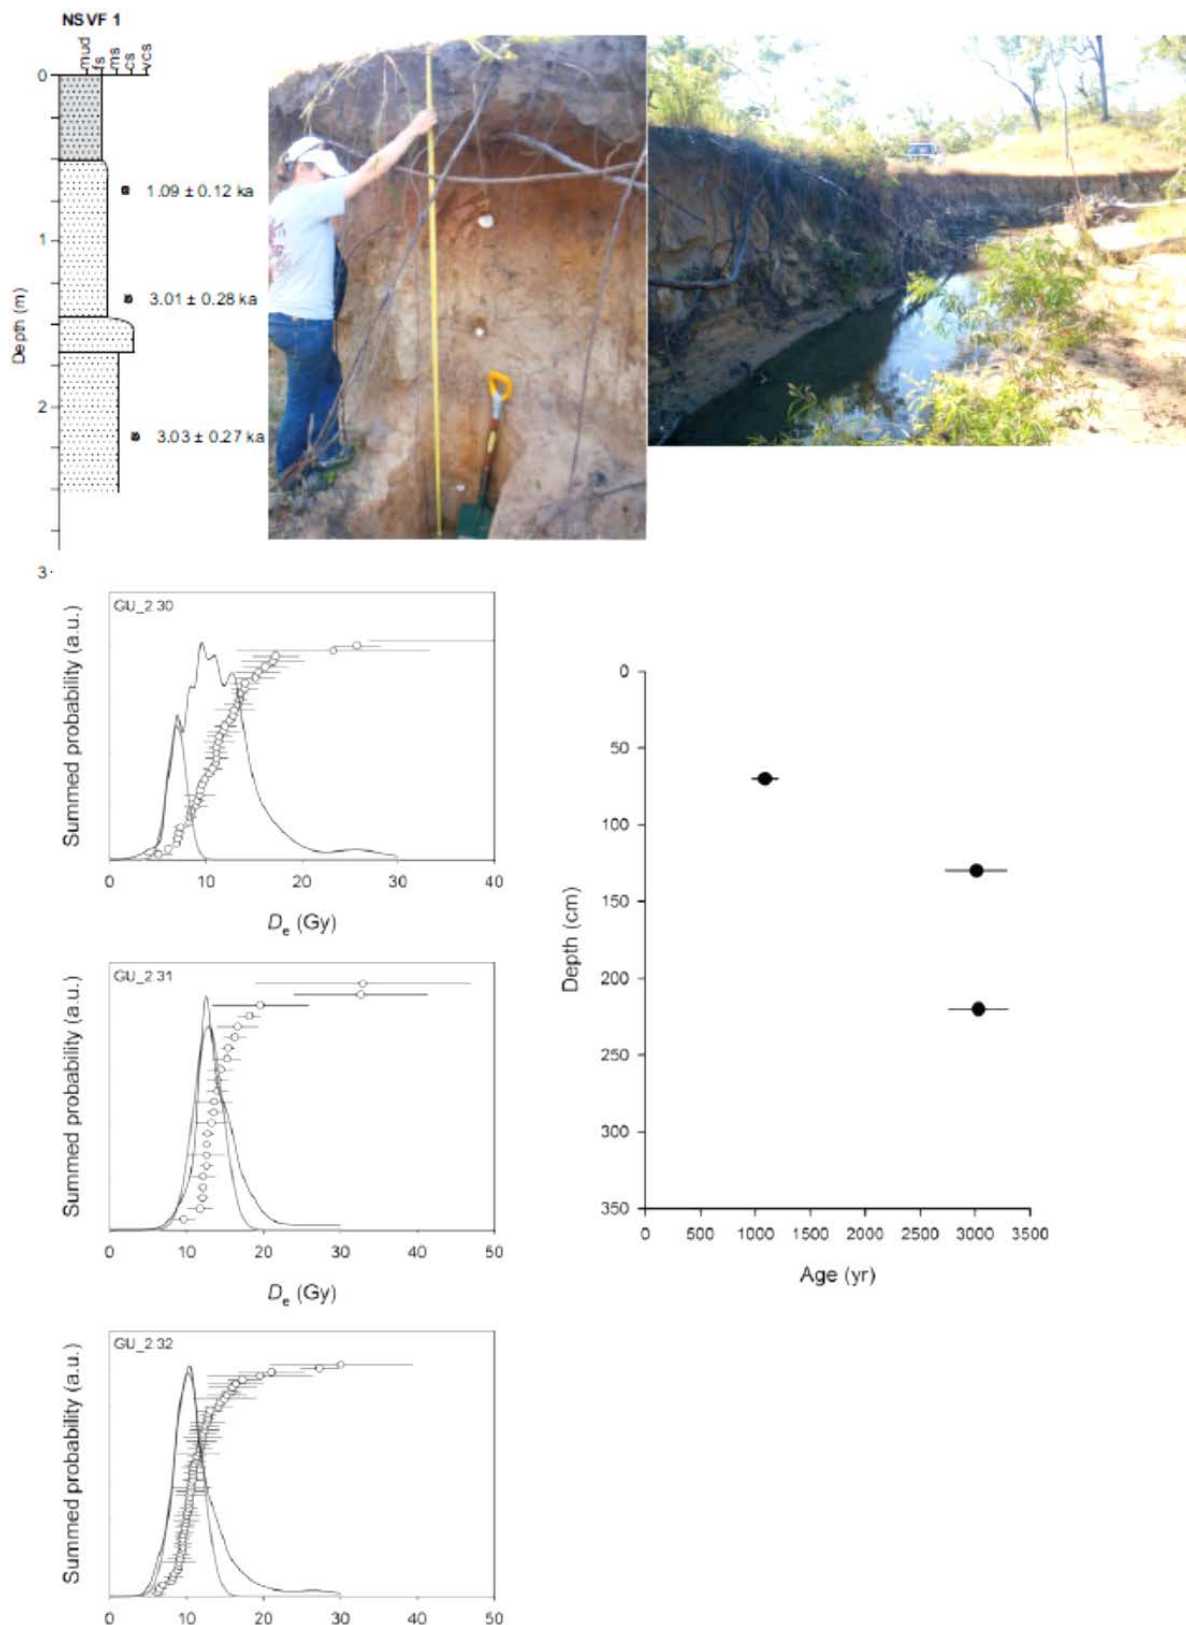 NSVF 1
mud
fs
ms
cs
vcs
0
1.09 ± 0.12 ka
1
3.01 ± 0.28 ka
Depth (m)
2
3.03 ± 0.27 ka
3
GU_2.30
Summed probability (a.u.)
0 10 20 30 40
De (Gy)
GU_2.31
Summed probability (a.u.)
0 10 20 30 40 50
De (Gy)
GU_2.32
Summed probability (a.u.)
0 10 20 30 40 50
0
50
100
150
200
250
300
350
Depth (cm)
0 500 1000 1500 2000 2500 3000 3500
Age (yr)